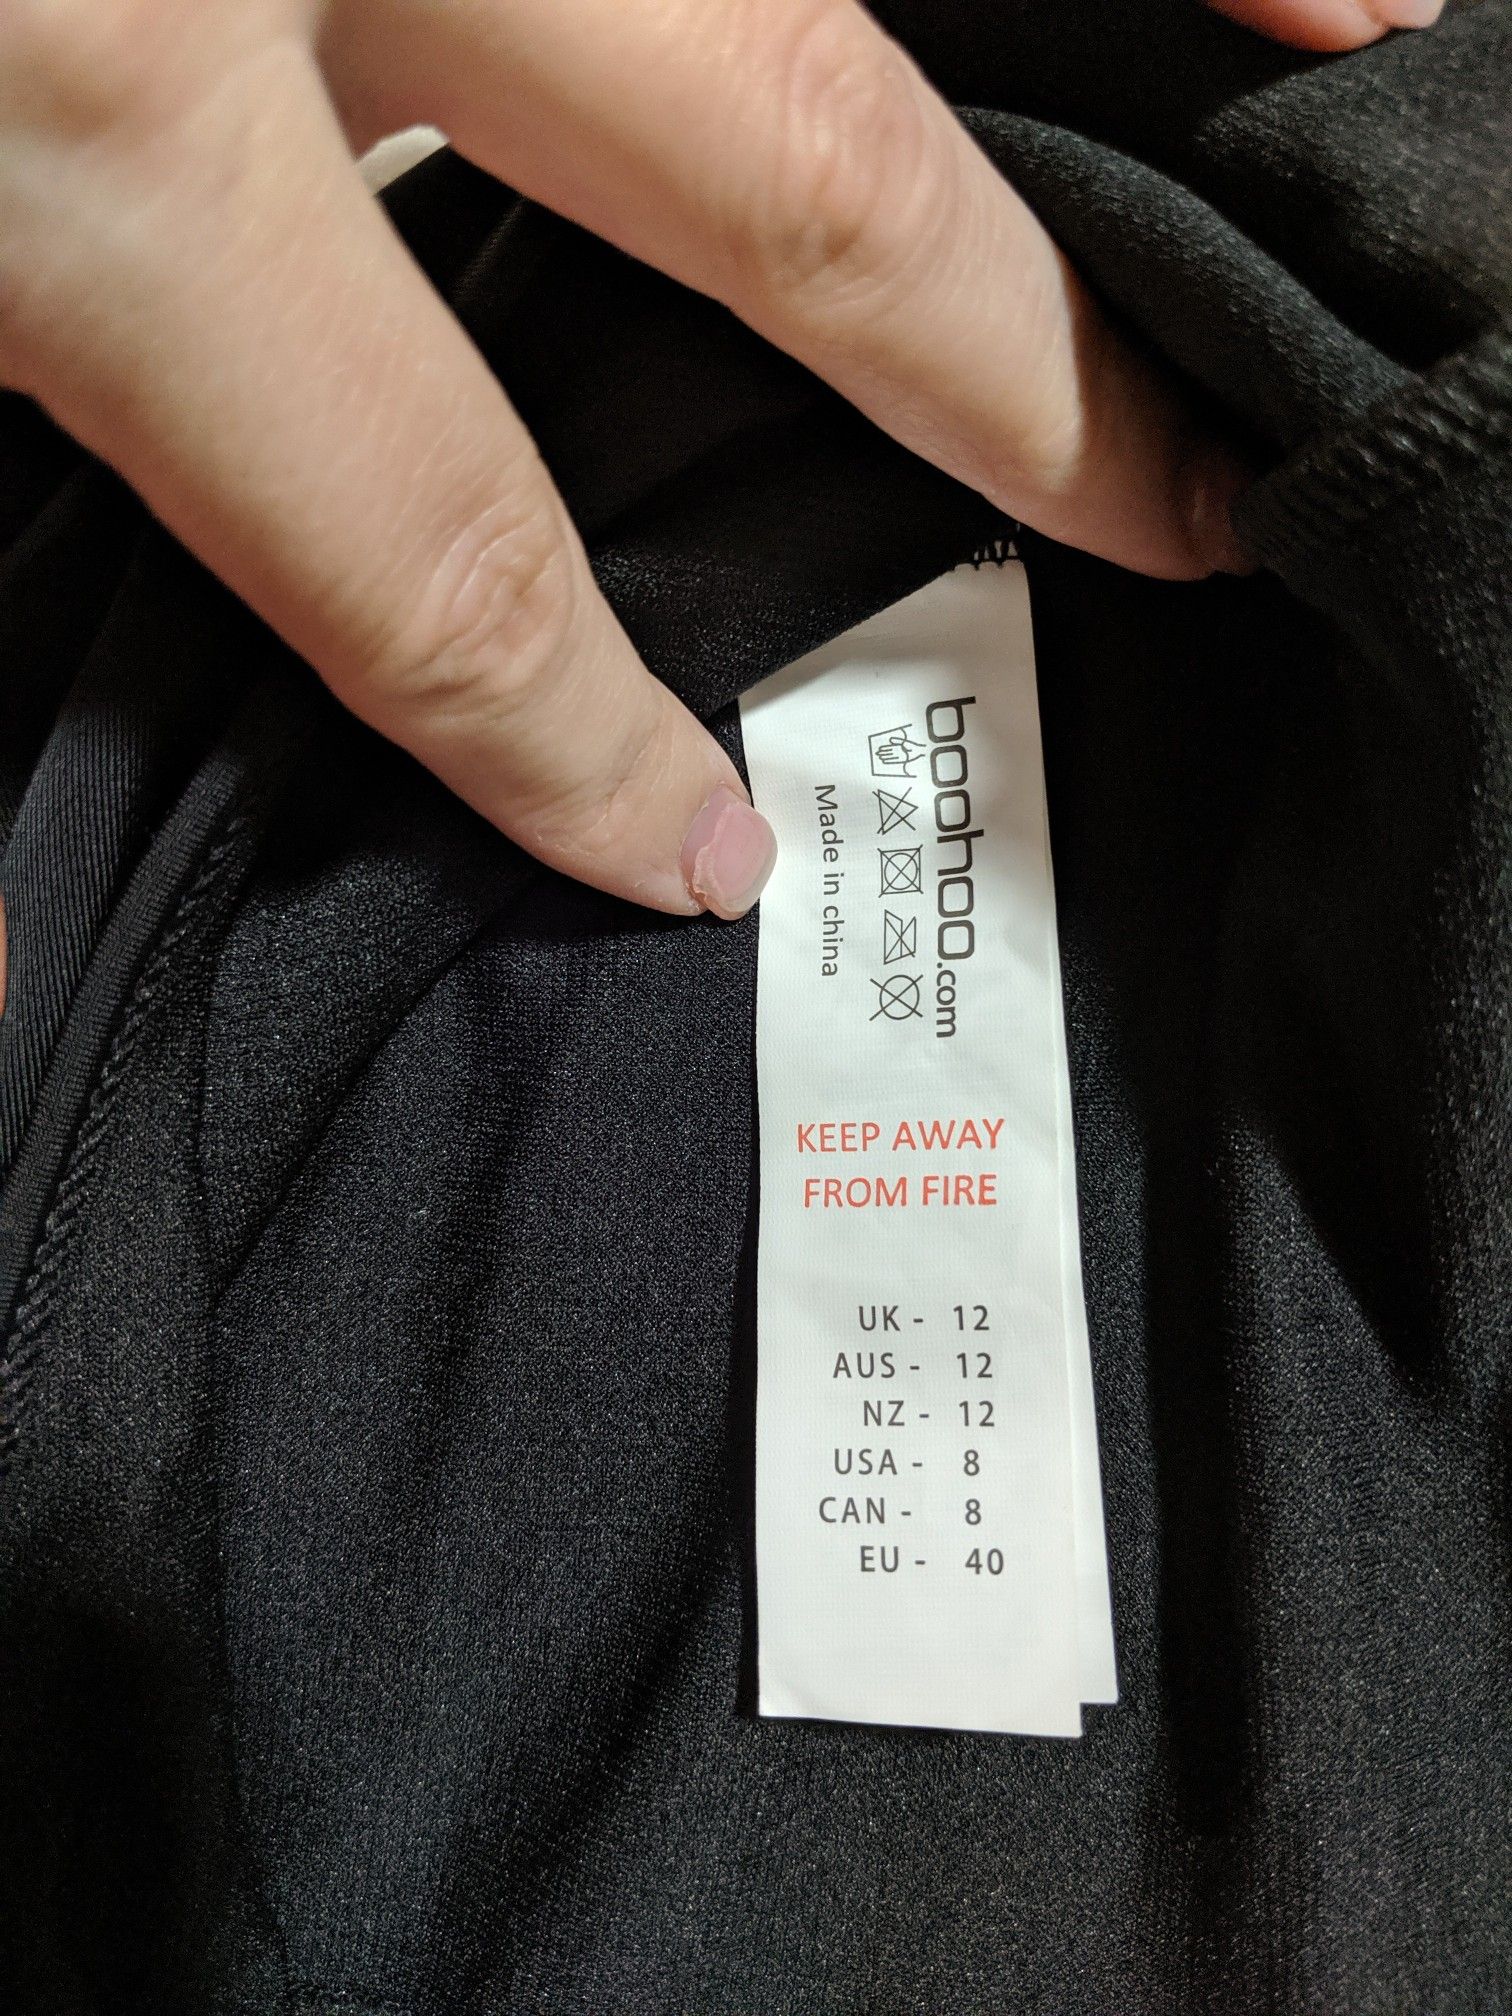 boohoo.com
Made in china
KEEP AWAY
FROM FIRE
UK - 12
AUS - 12
NZ - 12
USA - 8
CAN - 8
EU - 40